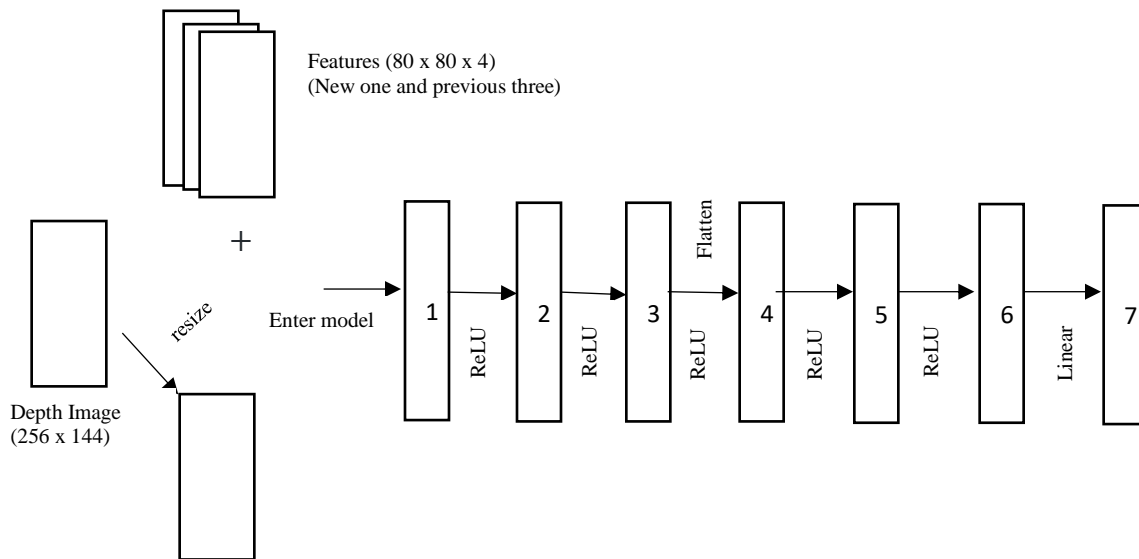 Features (80 x 80 x 4)
(New one and previous three)
+
resize
Depth Image
(256 x 144)
Enter model
1
ReLU
2
ReLU
3
Flatten
ReLU
4
ReLU
5
ReLU
6
Linear
7